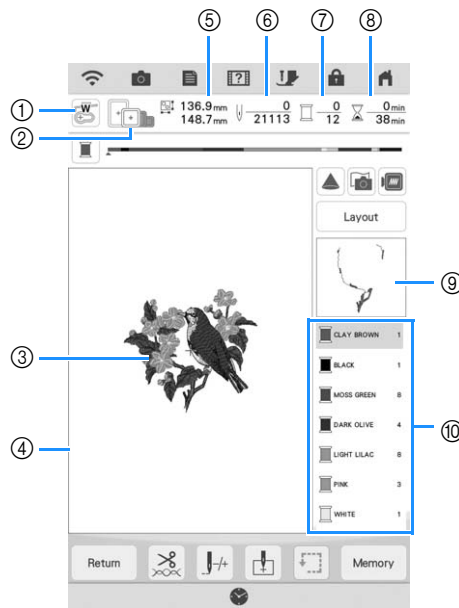 ⑤ ⑥ ⑦ ⑧
①
W
②
136.9mm
148.7mm
0
21113
0
12
0min
38min
Layout
⑨
③
④
CLAY BROWN 1
BLACK 1
MOSS GREEN 8
DARK OLIVE 4
LIGHT LILAC 8
PINK 3
WHITE 1
⑩
Return
-/+
Memory